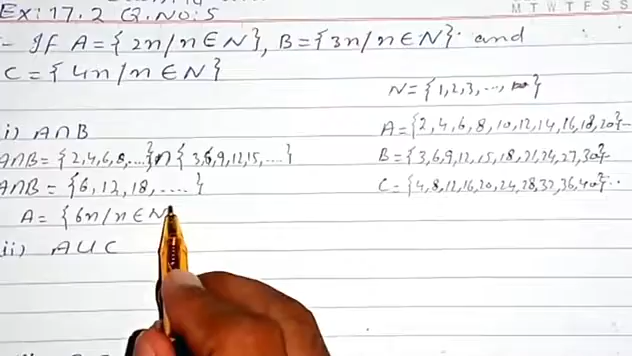 M T W T F S S
Ex: 17.2 Q.No: 5
- If A = {2n/n ∈ N}, B = {3n/n ∈ N}. and
C = {4n/n ∈ N}
N = {1,2,3,...,∞}
i) A∩B
A = {2,4,6,8,10,12,14,16,18,20}-
A∩B = {2,4,6,8,....}∩{3,6,9,12,15,....}
B = {3,6,9,12,15,18,21,24,27,30}-
A∩B = {6,12,18,.....}
C = {4,8,12,16,20,24,28,32,36,40}..
A = {6n/n ∈ N
ii) A∪C